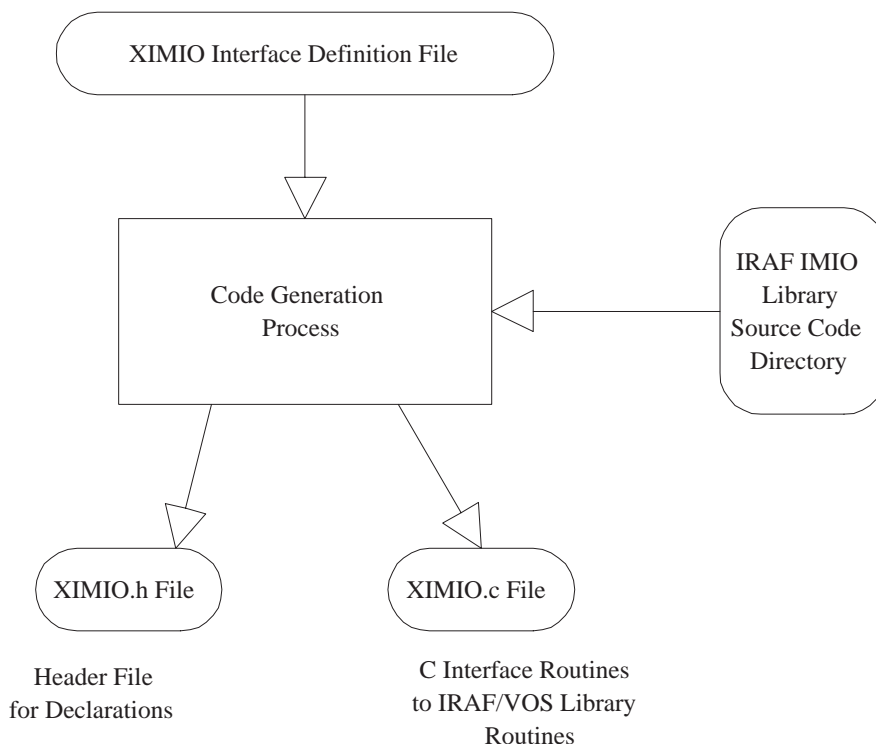 XIMIO Interface Definition File
Code Generation
Process
IRAF IMIO
Library
Source Code
Directory
XIMIO.h File
XIMIO.c File
Header File
for Declarations
C Interface Routines
to IRAF/VOS Library
Routines